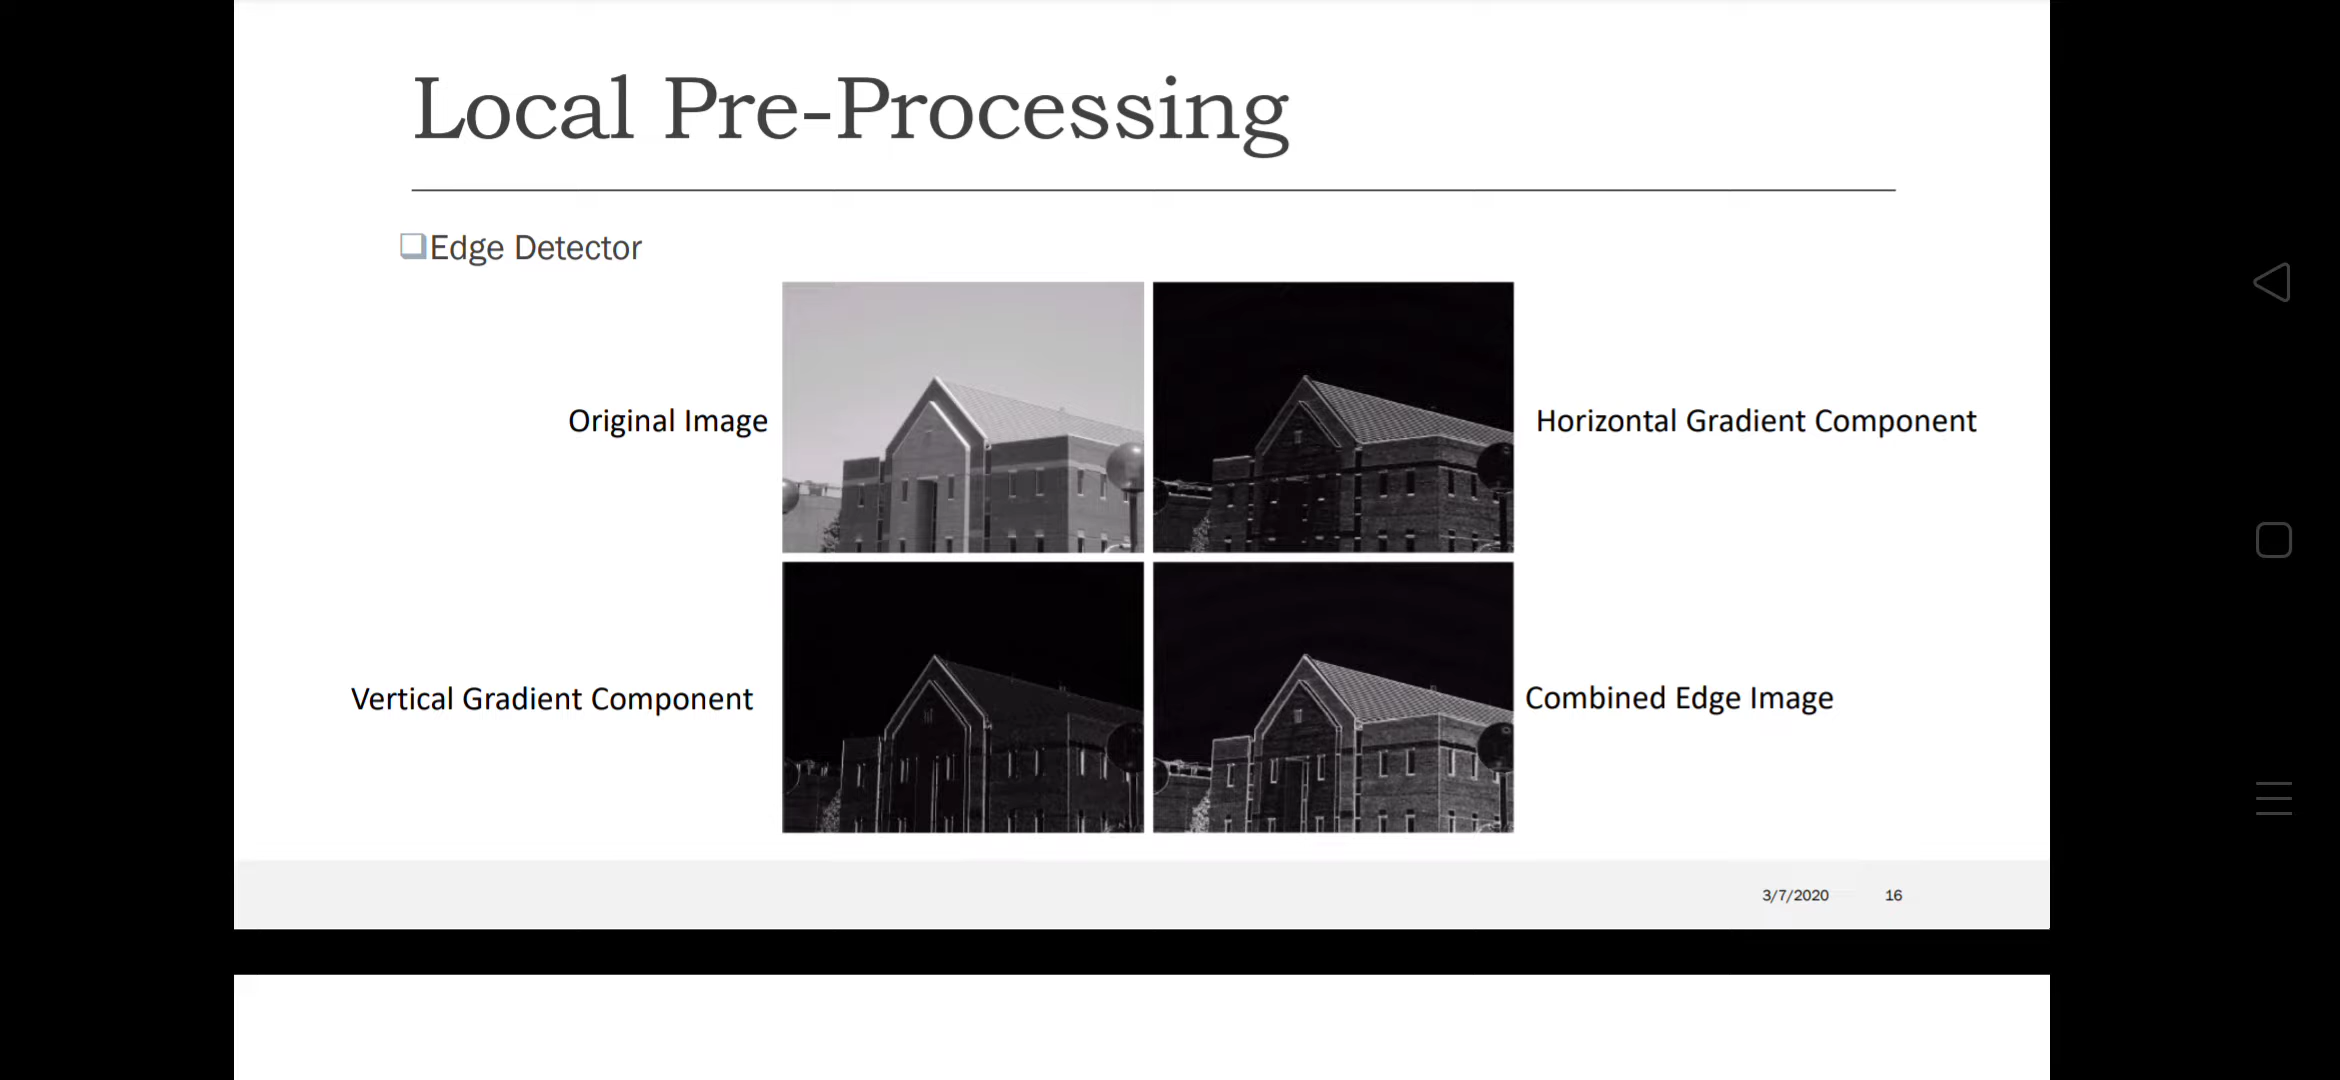 Local Pre-Processing
Edge Detector
Original Image
Horizontal Gradient Component
Vertical Gradient Component
Combined Edge Image
3/7/2020
16